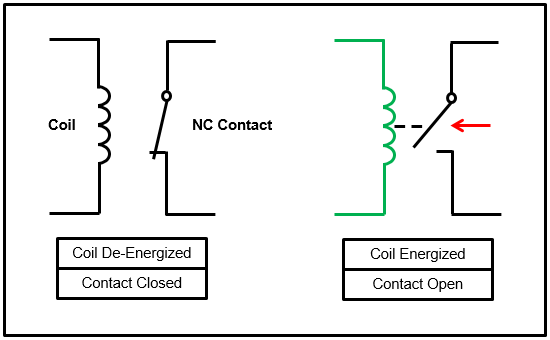 Coil
NC Contact
Coil De-Energized
Contact Closed
Coil Energized
Contact Open